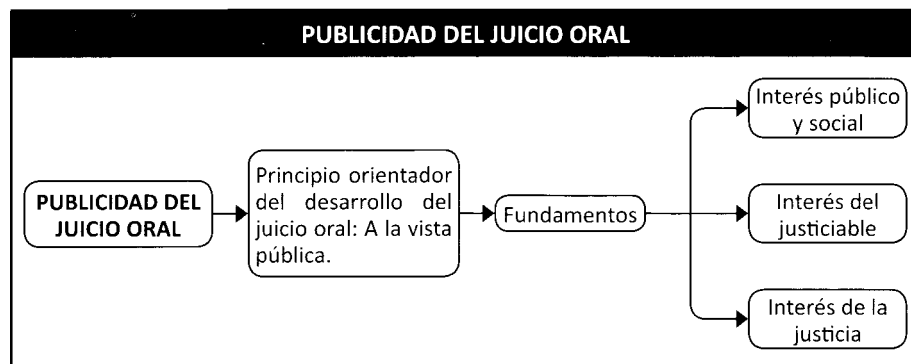 PUBLICIDAD DEL JUICIO ORAL
PUBLICIDAD DEL
JUICIO ORAL
Principio orientador
del desarrollo del
juicio oral: A la vista
pública.
Fundamentos
Interés público
y social
Interés del
justiciable
Interés de la
justicia